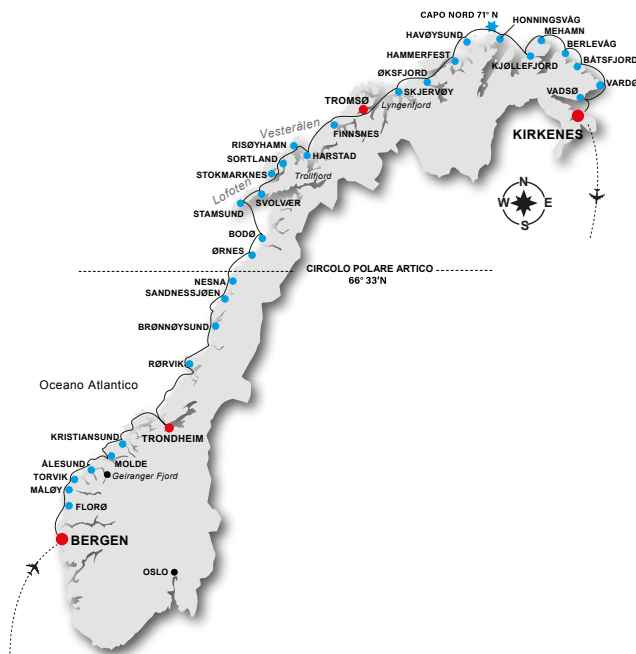 CAPO NORD 71° N
HONNINGSVÅG
MEHAMN
HAVØYSUND
BERLEVÅG
HAMMERFEST
KJØLLEFJORD
BÅTSFJORD
ØKSFJORD
VARDØ
SKJERVØY
VADSØ
TROMSØ
Lyngenfjord
KIRKENES
FINNSNES
Vesterålen
RISØYHAMN
HARSTAD
SORTLAND
Trollfjord
STOKMARKNES
Lofoten
SVOLVÆR
STAMSUND
N
W E
S
BODØ
ØRNES
CIRCOLO POLARE ARTICO
66° 33'N
NESNA
SANDNESSJØEN
BRØNNØYSUND
RØRVIK
Oceano Atlantico
KRISTIANSUND
TRONDHEIM
MOLDE
ÅLESUND
Geiranger Fjord
TORVIK
MÅLØY
FLORØ
BERGEN
OSLO